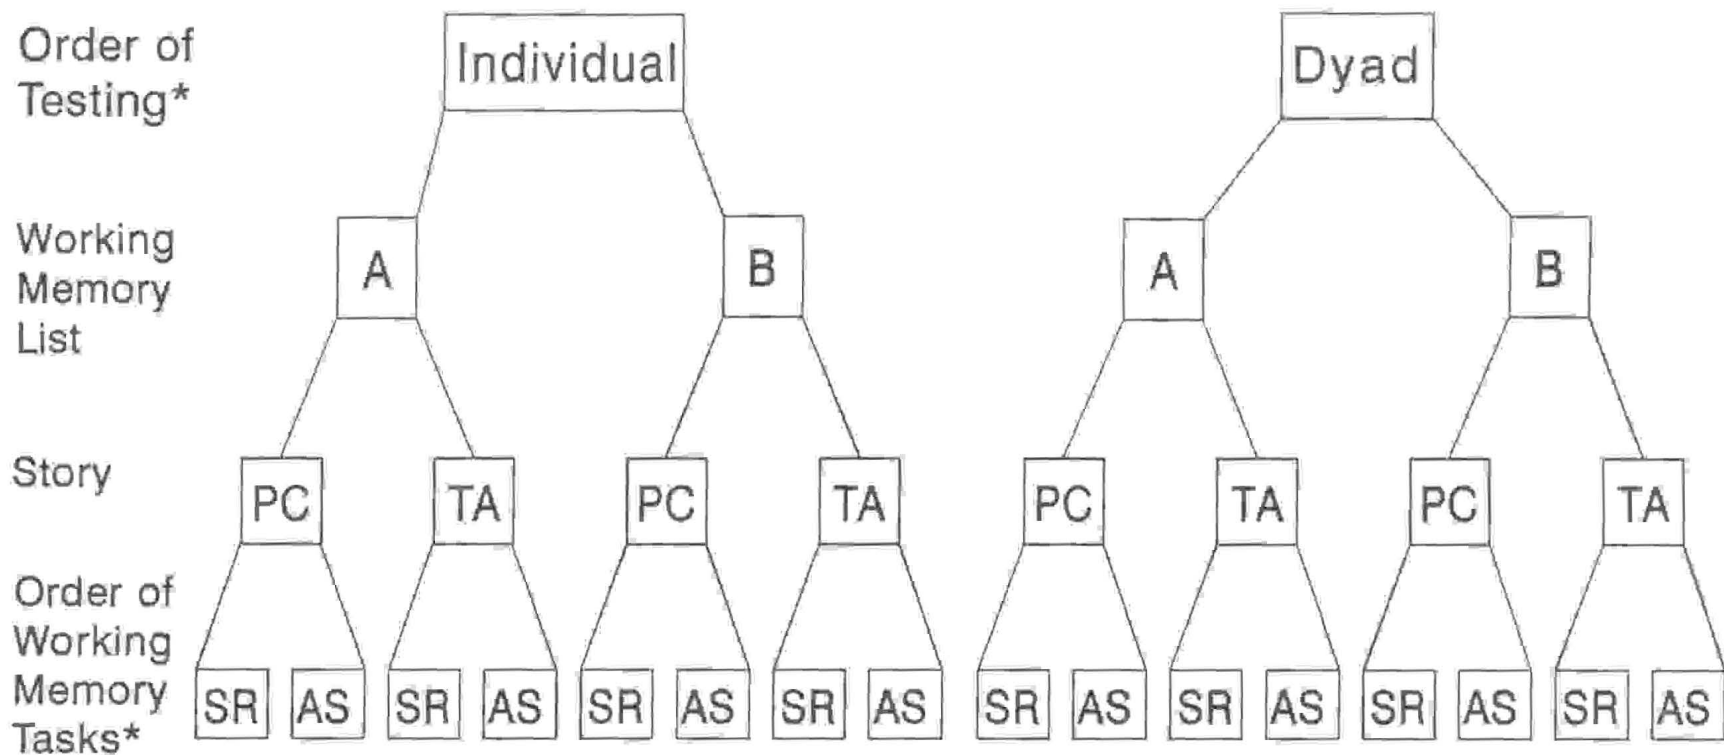 Order of
Testing*
Individual
Dyad
Working
Memory
List
A
B
A
B
Story
PC
TA
PC
TA
PC
TA
PC
TA
Order of
Working
Memory
Tasks*
SR AS SR AS SR AS SR AS SR AS SR AS SR AS SR AS